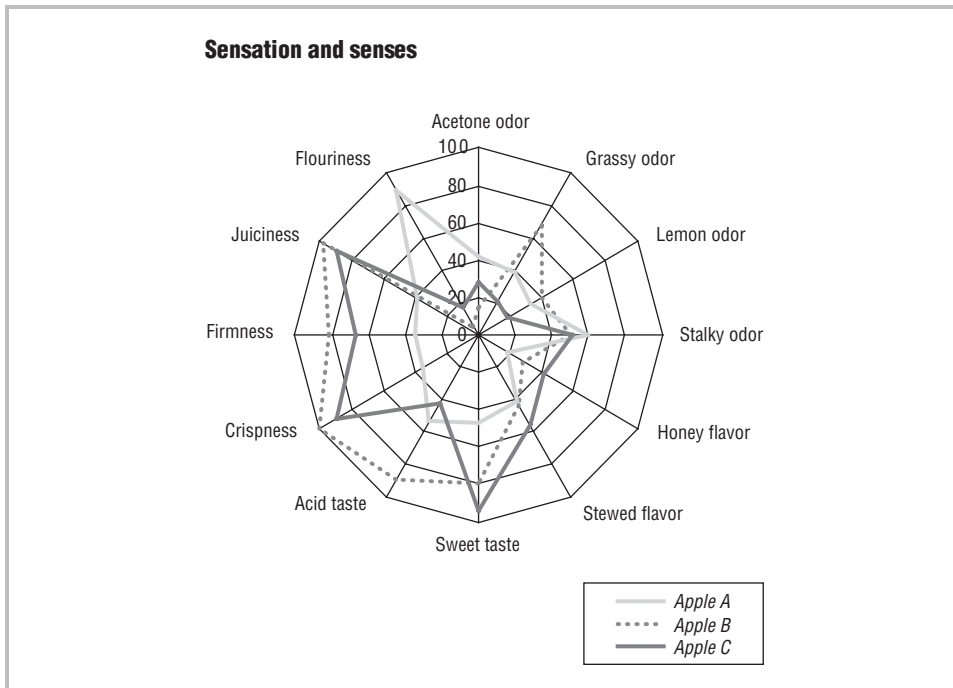 Sensation and senses
Acetone odor
100
80
60
40
20
0
Grassy odor
Lemon odor
Stalky odor
Honey flavor
Stewed flavor
Sweet taste
Acid taste
Crispness
Firmness
Juiciness
Flouriness
Apple A
Apple B
Apple C